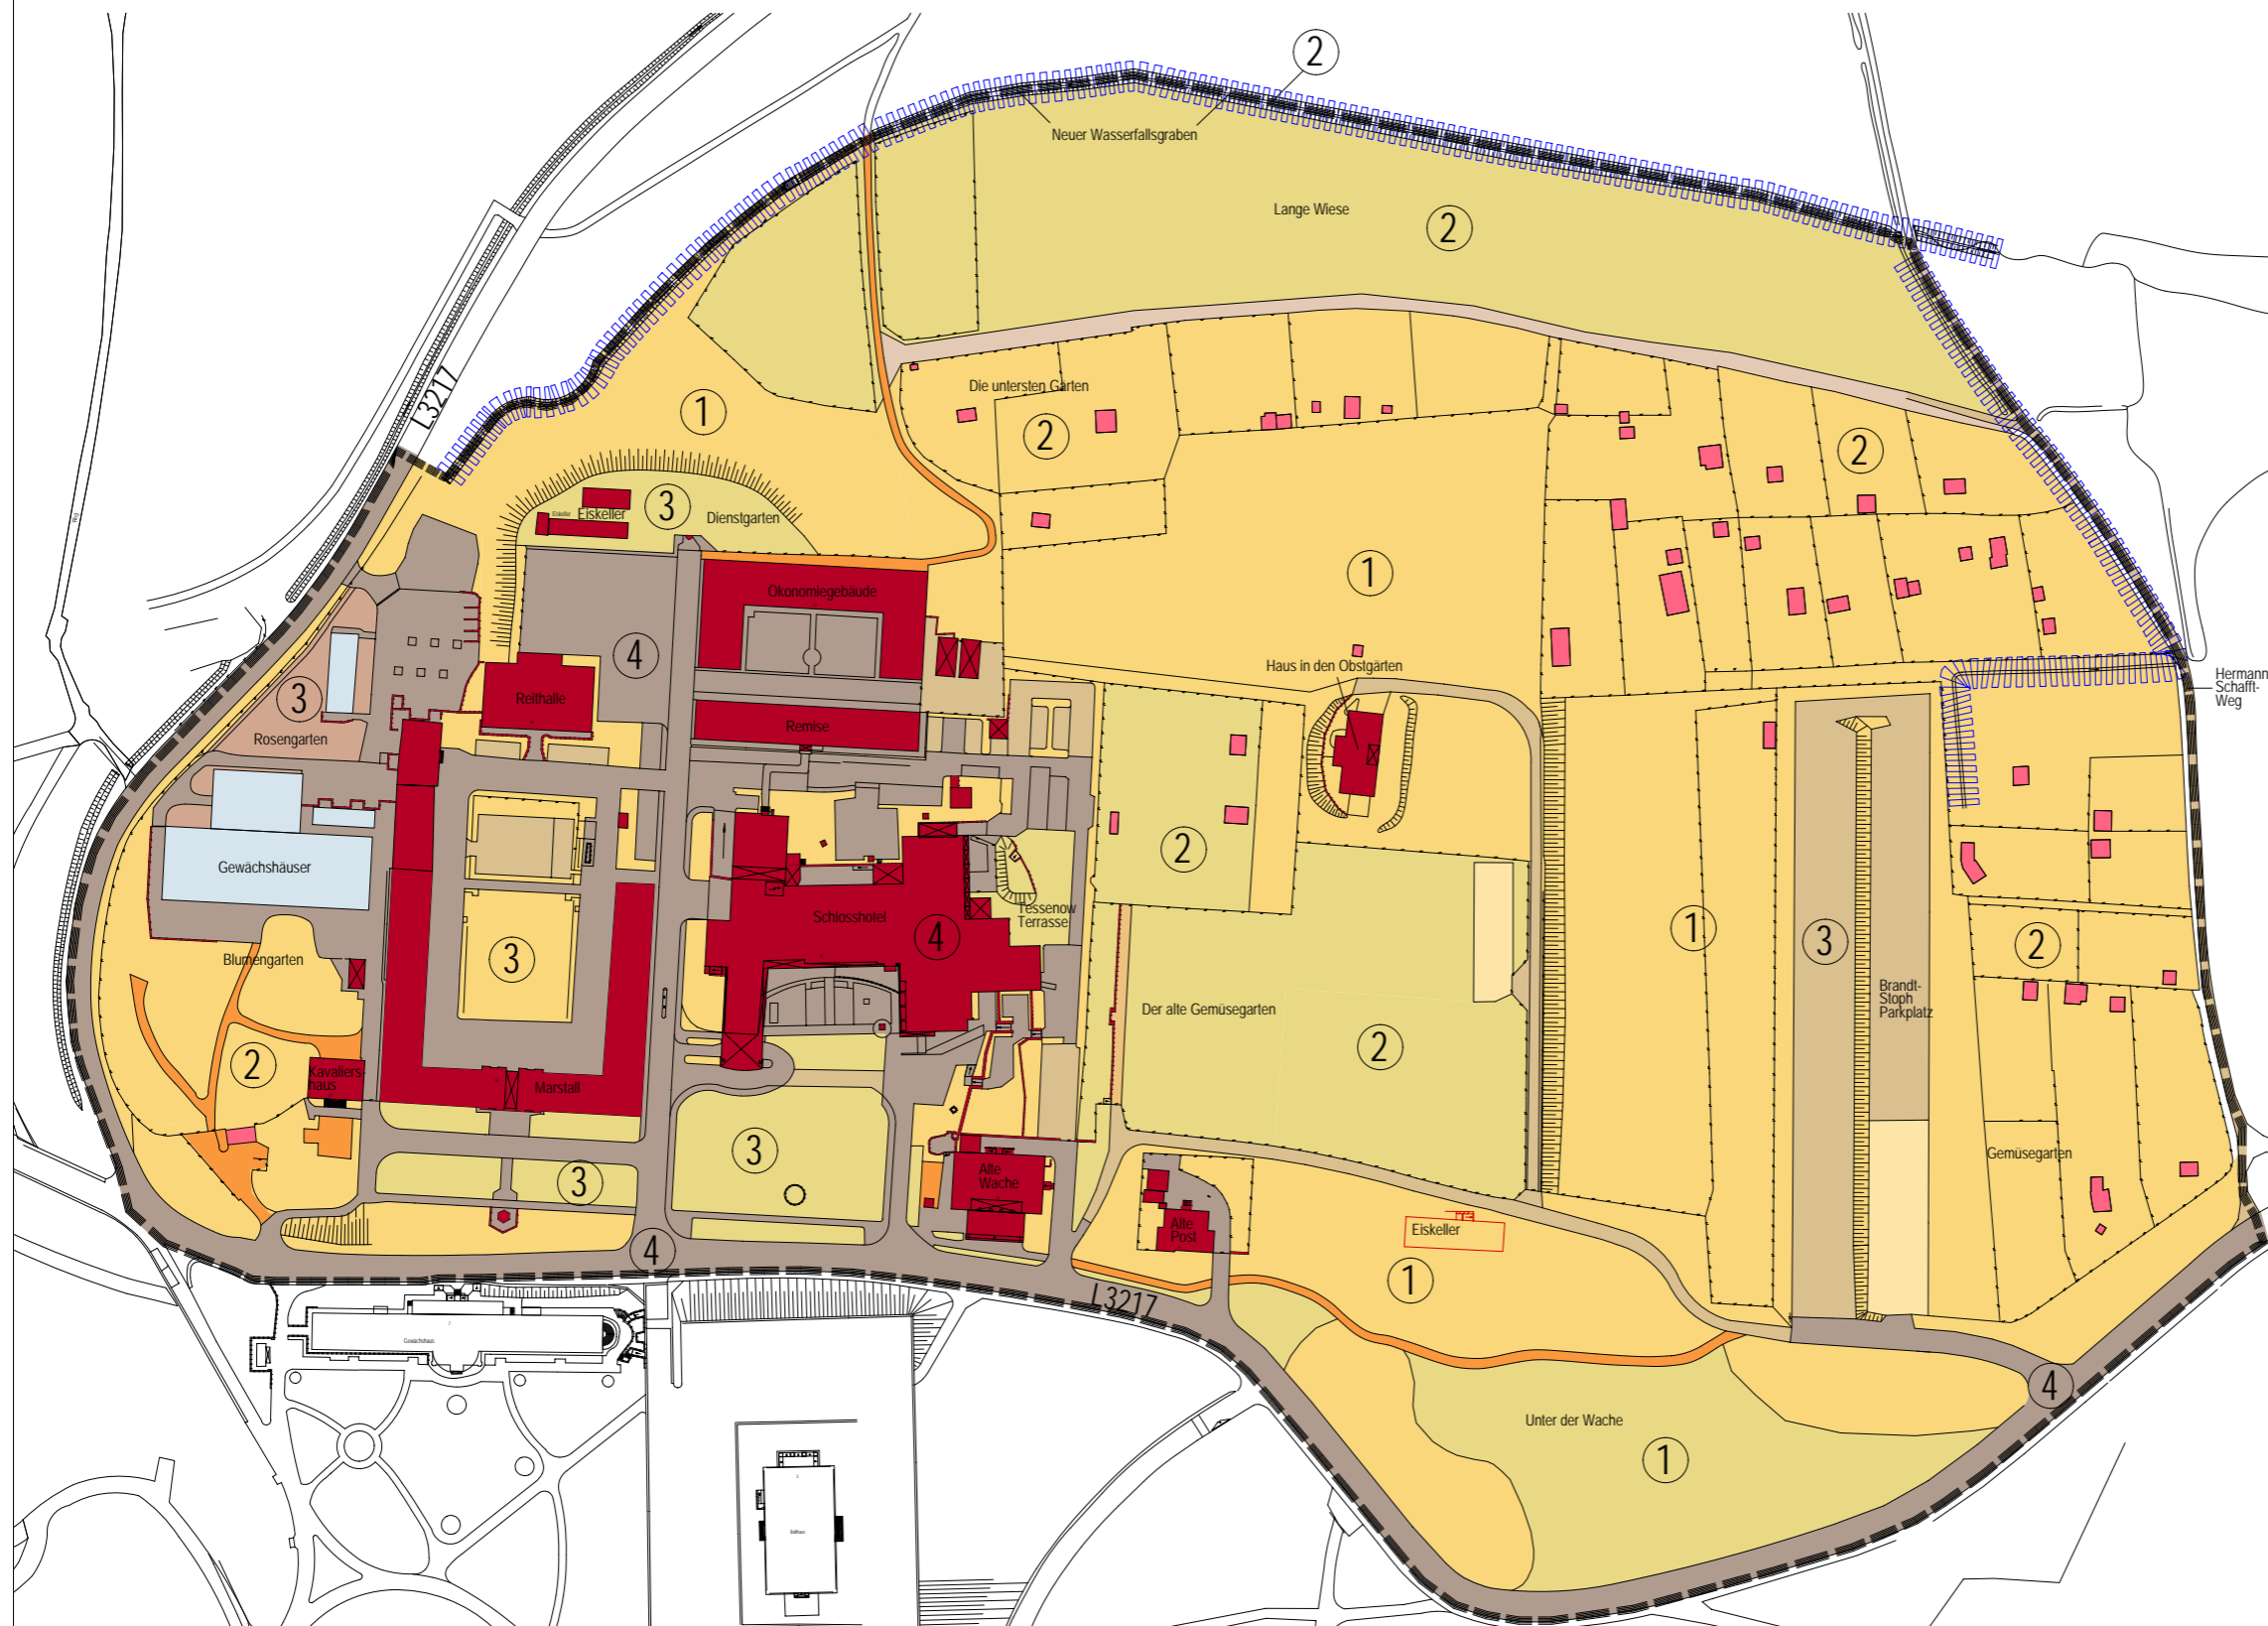 2
Neuer Wasserfallsgraben
Lange Wiese
2
L3217
Die untersten Gärten
1
2
2
Eiskeller
Eiskeller
3
Dienstgarten
1
Ökonomiegebäude
4
Haus in den Obstgärten
Hermann
Schafft-
Weg
3
Reithalle
Remise
Rosengarten
Gewächshäuser
2
Schlosshotel
Tessenow
Terrasse
4
1
3
2
Blumengarten
3
Brandt-
Stoph
Parkplatz
Der alte Gemüsegarten
2
2
Kavaliers-
haus
Marstall
3
3
Alte
Wache
Gemüsegarten
Alte
Post
Eiskeller
4
1
L3217
Gewächshaus
4
Unter der Wache
1
Ballhaus